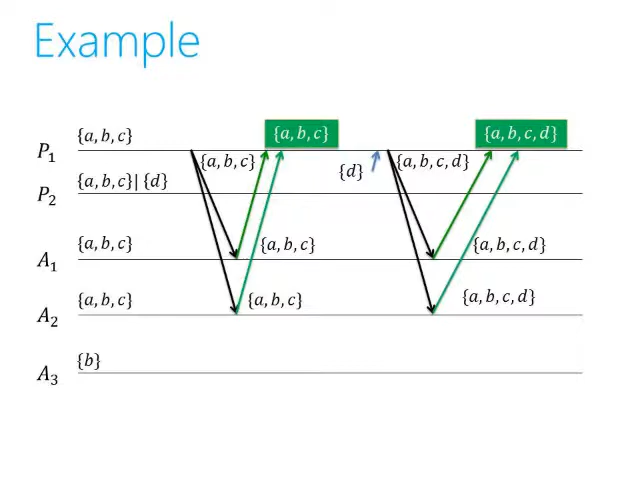 Example
{a, b, c}
{a, b, c}
{a, b, c, d}
P₁
{a, b, c}
{d}
{a, b, c, d}
{a, b, c}| {d}
P₂
{a, b, c}
{a, b, c}
{a, b, c, d}
A₁
{a, b, c}
{a, b, c}
{a, b, c, d}
A₂
{b}
A₃